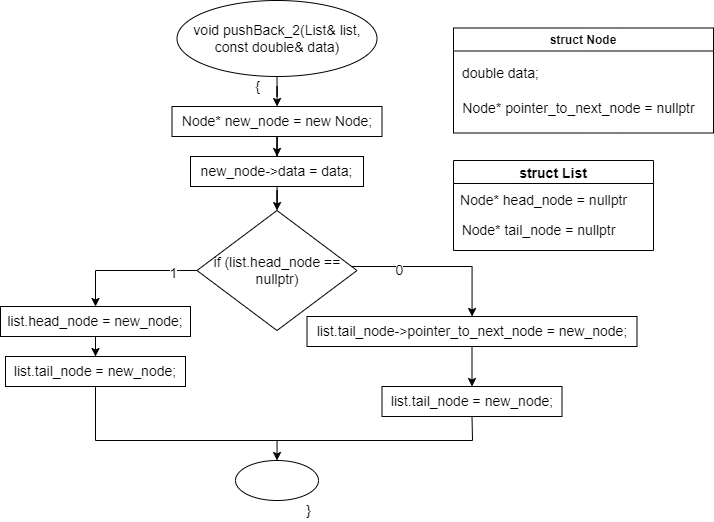 void pushBack_2(List& list,
const double& data)
{
Node* new_node = new Node;
new_node->data = data;
if (list.head_node ==
nullptr)
1
0
list.head_node = new_node;
list.tail_node = new_node;
list.tail_node->pointer_to_next_node = new_node;
list.tail_node = new_node;
}
struct Node
double data;
Node* pointer_to_next_node = nullptr
struct List
Node* head_node = nullptr
Node* tail_node = nullptr